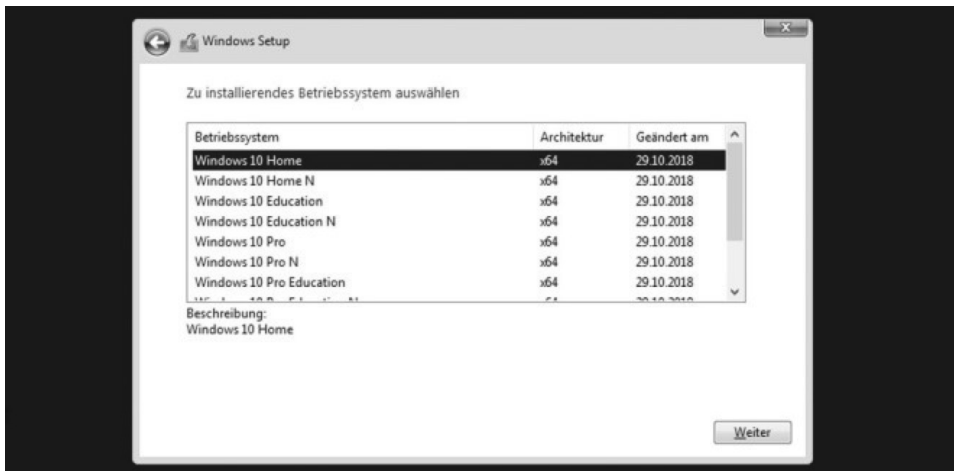 Windows Setup
Zu installierendes Betriebssystem auswählen
Betriebssystem Architektur Geändert am
Windows 10 Home x64 29.10.2018
Windows 10 Home N x64 29.10.2018
Windows 10 Education x64 29.10.2018
Windows 10 Education N x64 29.10.2018
Windows 10 Pro x64 29.10.2018
Windows 10 Pro N x64 29.10.2018
Windows 10 Pro Education x64 29.10.2018
Beschreibung:
Windows 10 Home
Weiter